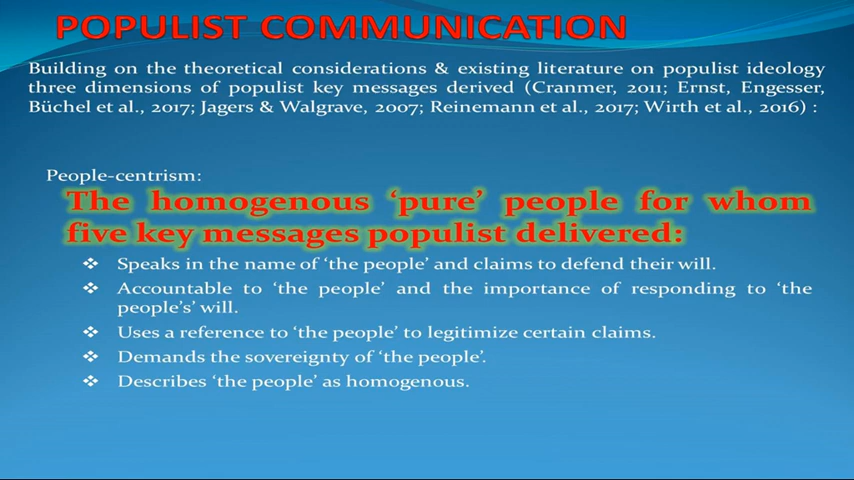 POPULIST COMMUNICATION
Building on the theoretical considerations & existing literature on populist ideology
three dimensions of populist key messages derived (Cranmer, 2011; Ernst, Engesser,
Büchel et al., 2017; Jagers & Walgrave, 2007; Reinemann et al., 2017; Wirth et al., 2016) :
People-centrism:
The homogenous ‘pure’ people for whom
five key messages populist delivered:
❖ Speaks in the name of ‘the people’ and claims to defend their will.
❖ Accountable to ‘the people’ and the importance of responding to ‘the
people’s’ will.
❖ Uses a reference to ‘the people’ to legitimize certain claims.
❖ Demands the sovereignty of ‘the people’.
❖ Describes ‘the people’ as homogenous.